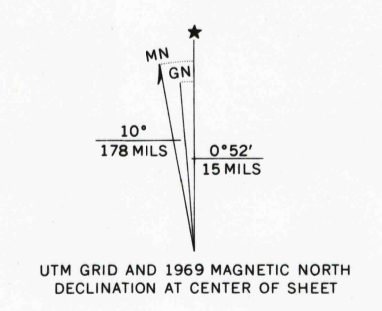 MN
GN
10°
178 MILS
0°52'
15 MILS
UTM GRID AND 1969 MAGNETIC NORTH
DECLINATION AT CENTER OF SHEET